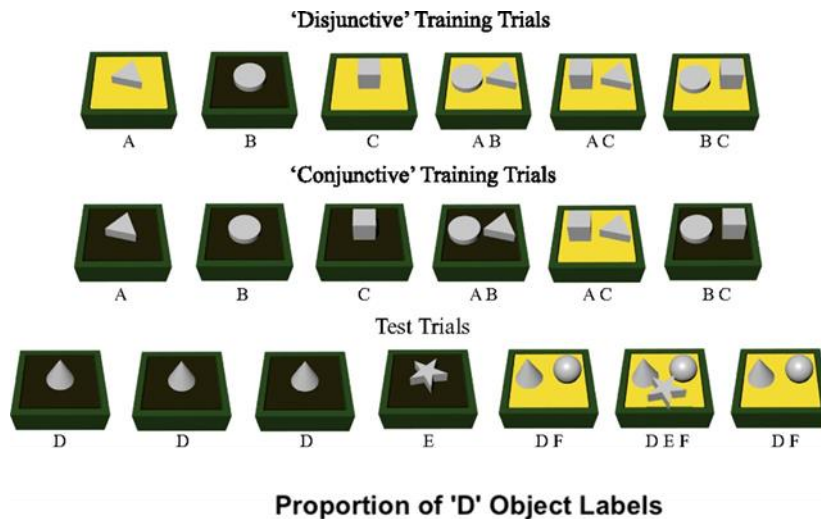 'Disjunctive' Training Trials
A B C A B A C B C
'Conjunctive' Training Trials
A B C A B A C B C
Test Trials
D D D E D F D E F D F
Proportion of 'D' Object Labels